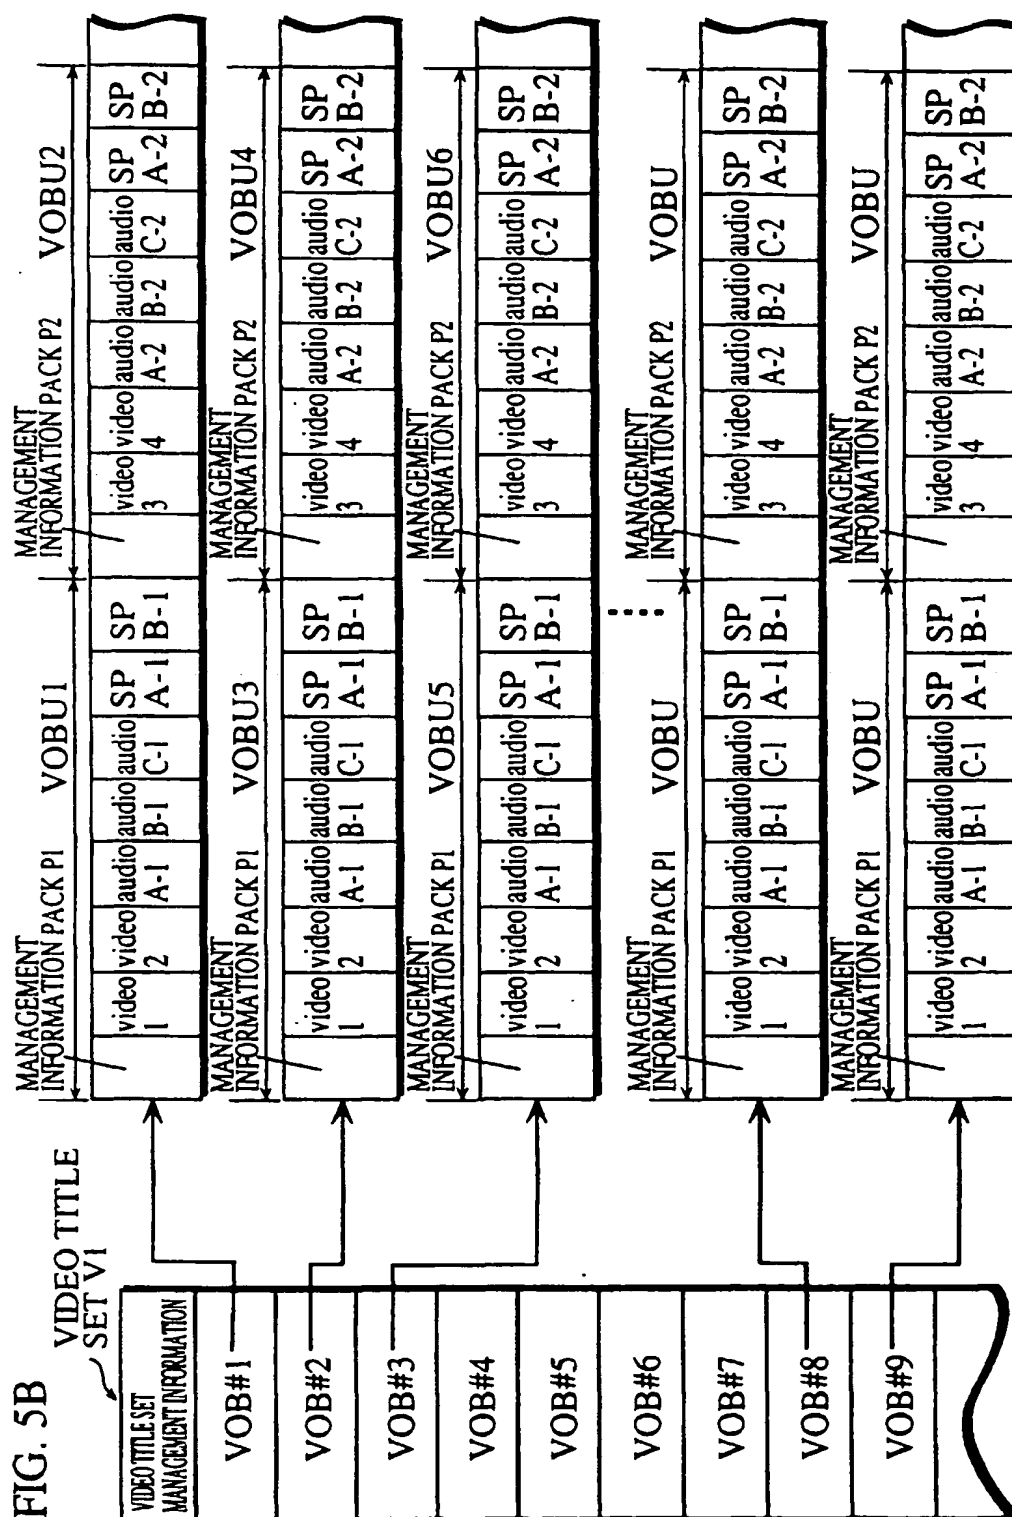 FIG. 5B
VIDEO TITLE
SET V1
VIDEO TITLE SET
MANAGEMENT INFORMATION
VOB#1
VOB#2
VOB#3
VOB#4
VOB#5
VOB#6
VOB#7
VOB#8
VOB#9
MANAGEMENT
INFORMATION PACK P1
VOBU1
MANAGEMENT
INFORMATION PACK P2
VOBU2
video video audio audio audio SP SP
1 2 A-1 B-1 C-1 A-1 B-1
video video audio audio audio SP SP
3 4 A-2 B-2 C-2 A-2 B-2
MANAGEMENT
INFORMATION PACK P1
VOBU3
MANAGEMENT
INFORMATION PACK P2
VOBU4
video video audio audio audio SP SP
1 2 A-1 B-1 C-1 A-1 B-1
video video audio audio audio SP SP
3 4 A-2 B-2 C-2 A-2 B-2
MANAGEMENT
INFORMATION PACK P1
VOBU5
MANAGEMENT
INFORMATION PACK P2
VOBU6
video video audio audio audio SP SP
1 2 A-1 B-1 C-1 A-1 B-1
video video audio audio audio SP SP
3 4 A-2 B-2 C-2 A-2 B-2
MANAGEMENT
INFORMATION PACK P1
VOBU
MANAGEMENT
INFORMATION PACK P2
VOBU
video video audio audio audio SP SP
1 2 A-1 B-1 C-1 A-1 B-1
video video audio audio audio SP SP
3 4 A-2 B-2 C-2 A-2 B-2
MANAGEMENT
INFORMATION PACK P1
VOBU
MANAGEMENT
INFORMATION PACK P2
VOBU
video video audio audio audio SP SP
1 2 A-1 B-1 C-1 A-1 B-1
video video audio audio audio SP SP
3 4 A-2 B-2 C-2 A-2 B-2